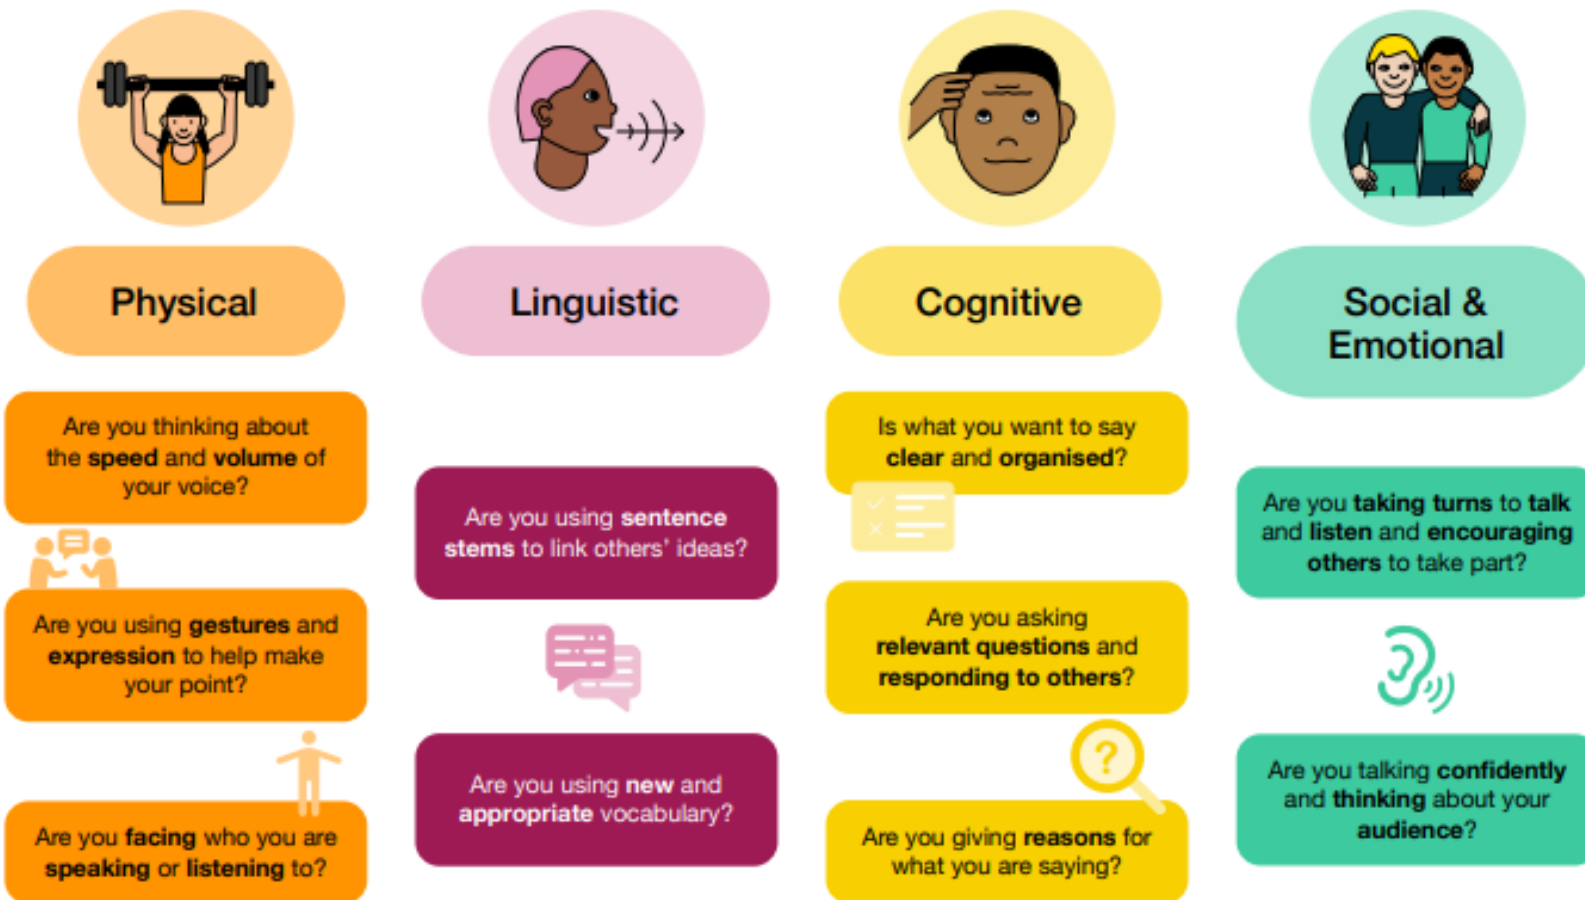 Physical
Are you thinking about
the speed and volume of
your voice?
Are you using gestures and
expression to help make
your point?
Are you facing who you are
speaking or listening to?
Linguistic
Are you using sentence
stems to link others' ideas?
Are you using new and
appropriate vocabulary?
Cognitive
Is what you want to say
clear and organised?
Are you asking
relevant questions and
responding to others?
?
Are you giving reasons for
what you are saying?
Social &
Emotional
Are you taking turns to talk
and listen and encouraging
others to take part?
Are you talking confidently
and thinking about your
audience?